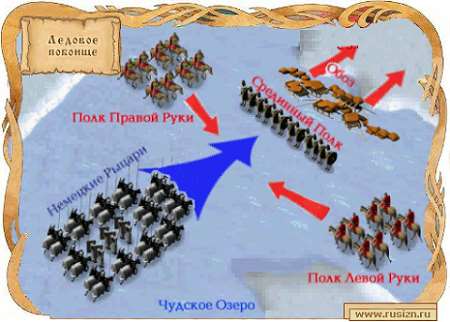 Ледовое
побоище
Обоз
Срединный Полк
Полк Правой Руки
Немецкие Рыцари
Полк Левой Руки
Чудское Озеро
www.rusizn.ru